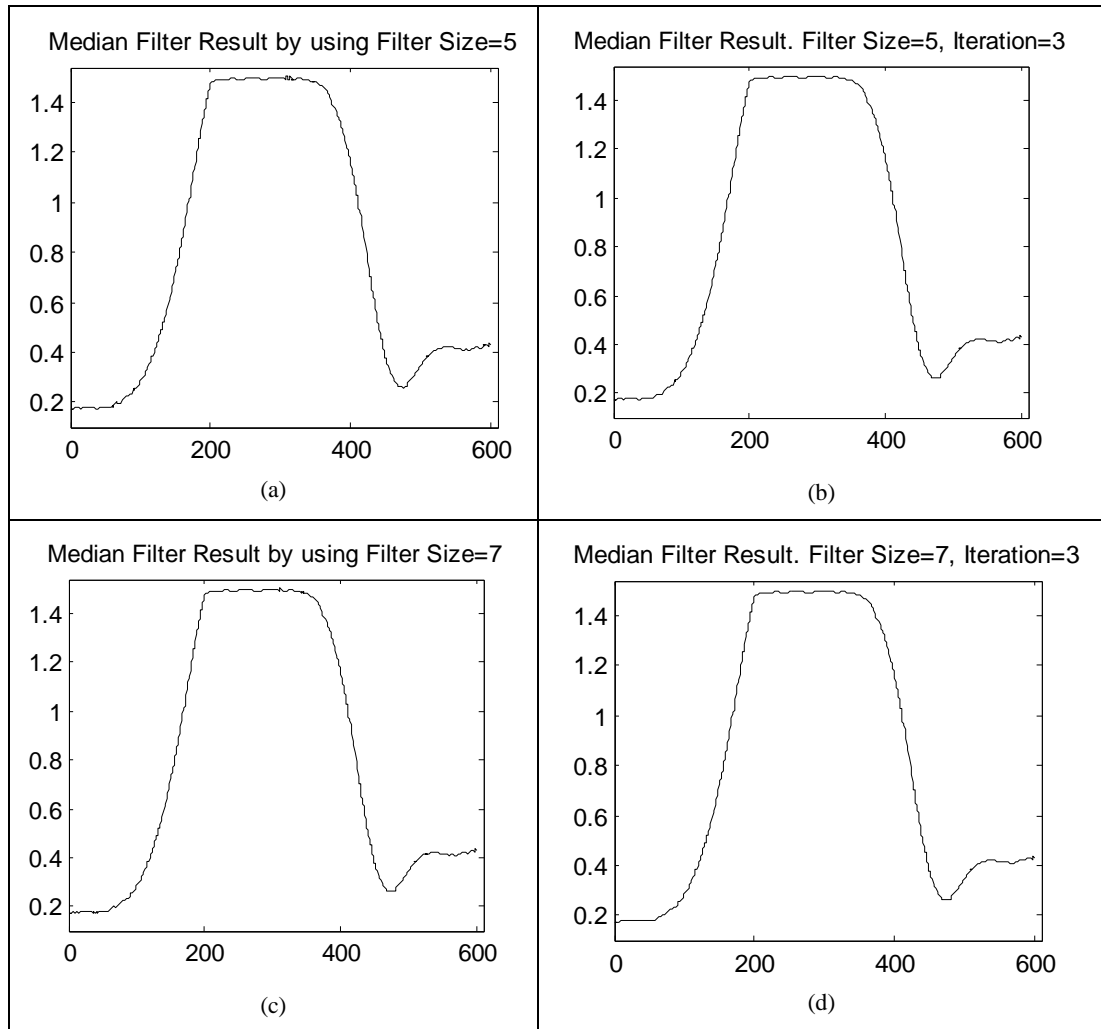 Median Filter Result by using Filter Size=5
1.4
1.2
1
0.8
0.6
0.4
0.2
0 200 400 600
(a)
Median Filter Result. Filter Size=5, Iteration=3
1.4
1.2
1
0.8
0.6
0.4
0.2
0 200 400 600
(b)
Median Filter Result by using Filter Size=7
1.4
1.2
1
0.8
0.6
0.4
0.2
0 200 400 600
(c)
Median Filter Result. Filter Size=7, Iteration=3
1.4
1.2
1
0.8
0.6
0.4
0.2
0 200 400 600
(d)